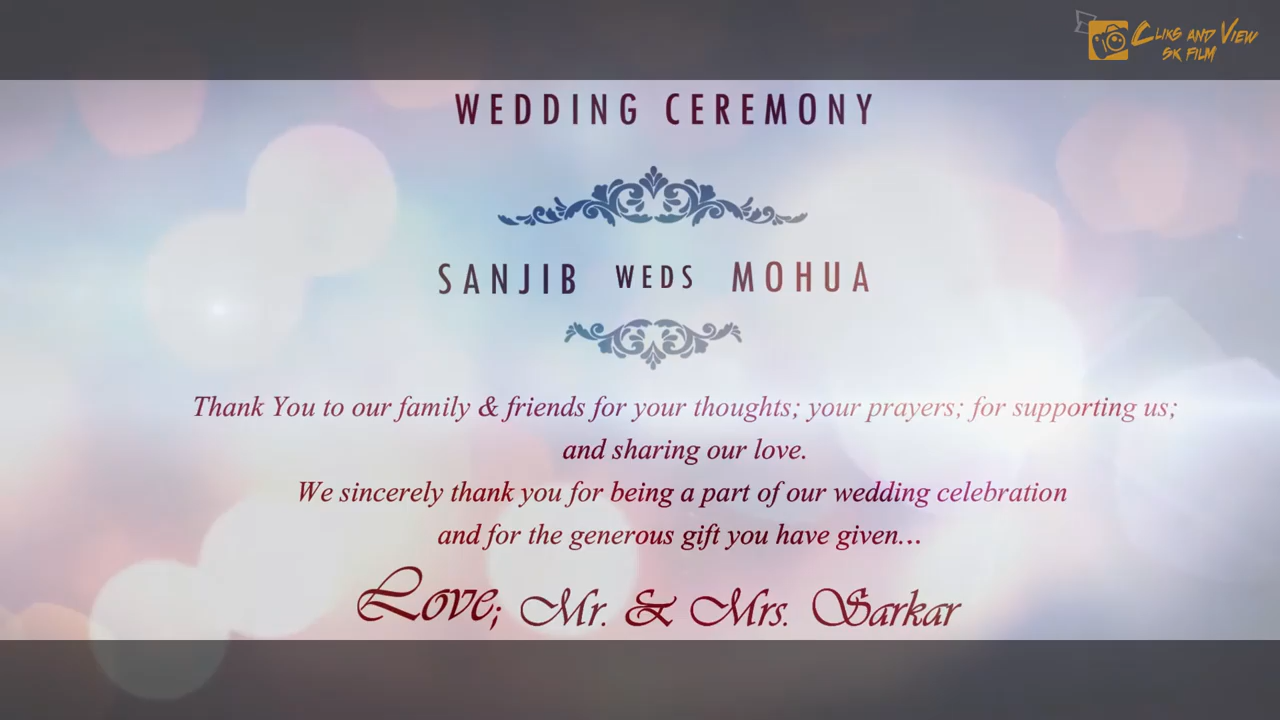 CLIKS AND VIEW
SK FILM
WEDDING CEREMONY
SANJIB WEDS MOHUA
Thank You to our family & friends for your thoughts; your prayers; for supporting us;
and sharing our love.
We sincerely thank you for being a part of our wedding celebration
and for the generous gift you have given...
Love; Mr. & Mrs. Sarkar